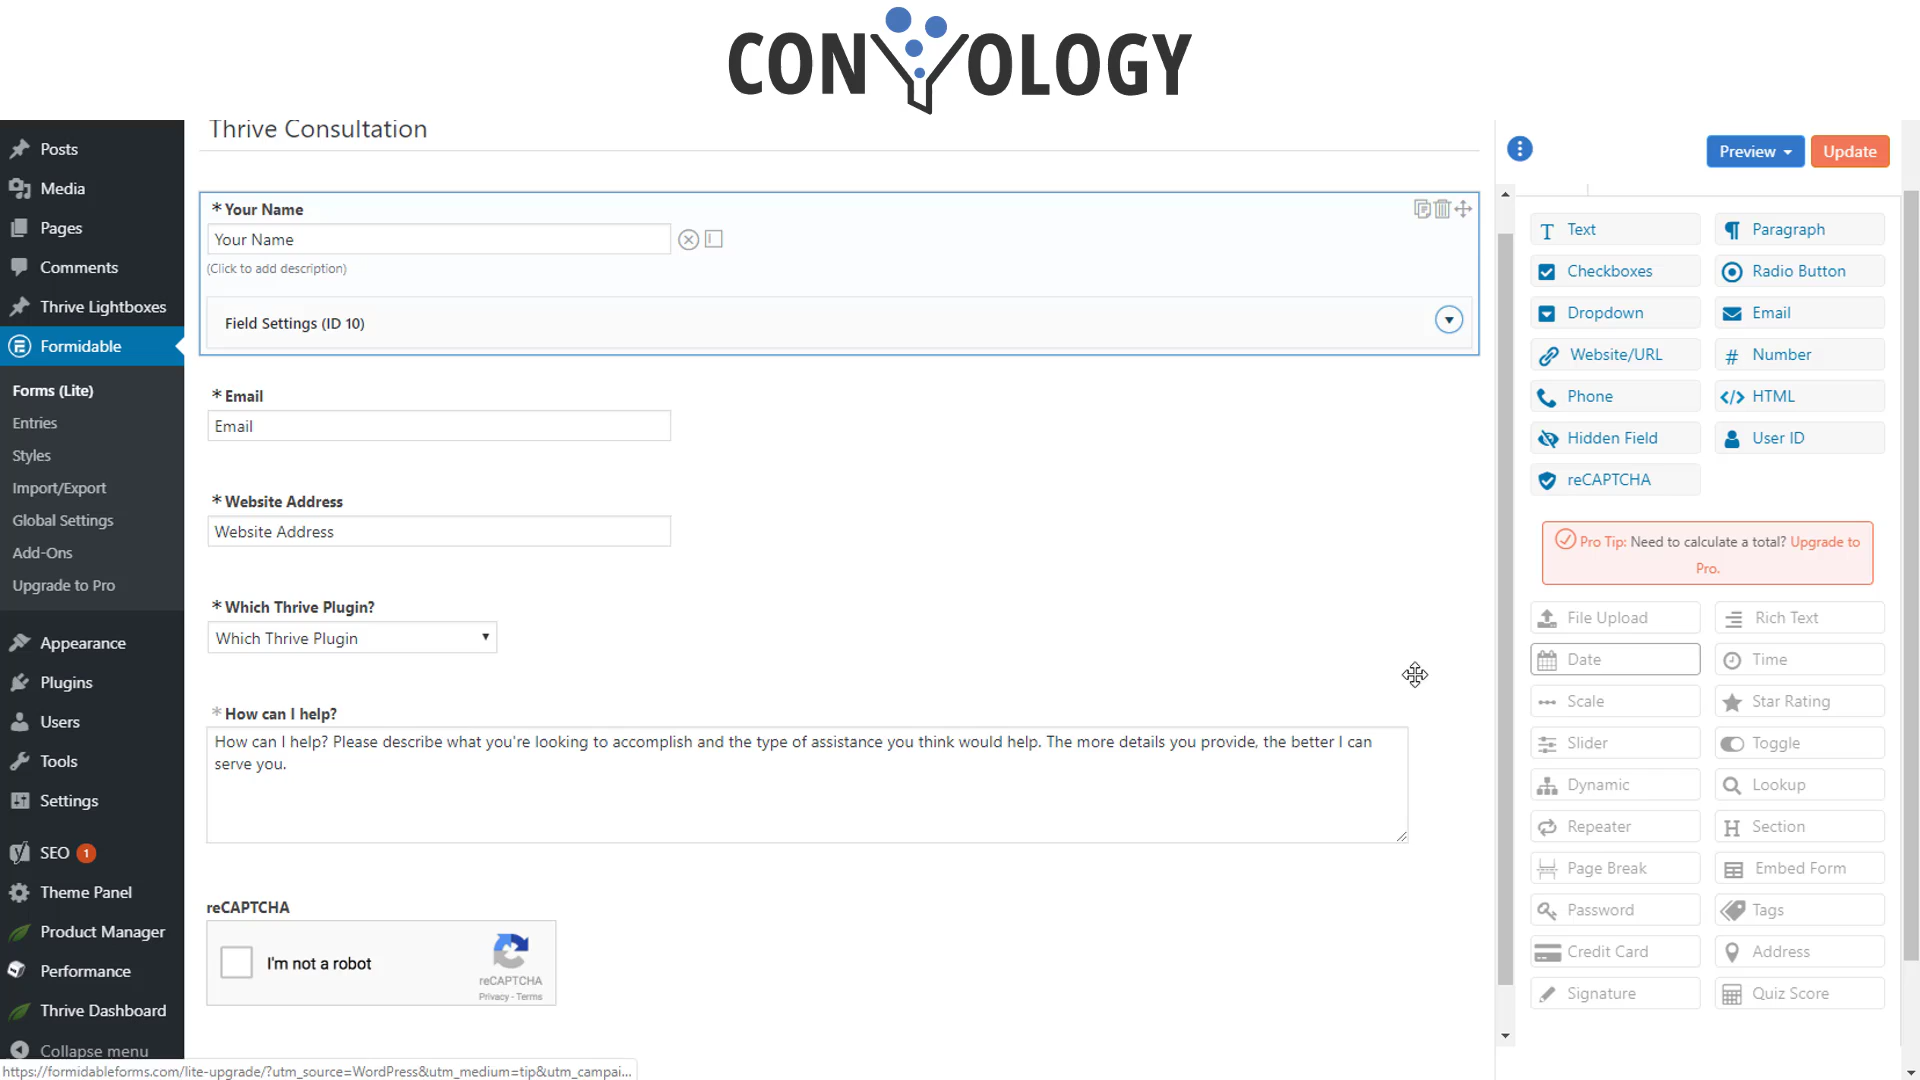 CONVOLOGY
Thrive Consultation
Preview
Update
Posts
Media
Pages
Comments
Thrive Lightboxes
Formidable
Forms (Lite)
Entries
Styles
Import/Export
Global Settings
Add-Ons
Upgrade to Pro
Appearance
Plugins
Users
Tools
Settings
SEO 1
Theme Panel
Product Manager
Performance
Thrive Dashboard
Collapse menu
* Your Name
Your Name
(Click to add description)
Field Settings (ID 10)
* Email
Email
* Website Address
Website Address
* Which Thrive Plugin?
Which Thrive Plugin
* How can I help?
How can I help? Please describe what you're looking to accomplish and the type of assistance you think would help. The more details you provide, the better I can
serve you.
reCAPTCHA
I'm not a robot
reCAPTCHA
Privacy - Terms
Text
Paragraph
Checkboxes
Radio Button
Dropdown
Email
Website/URL
# Number
Phone
</> HTML
Hidden Field
User ID
reCAPTCHA
Pro Tip: Need to calculate a total? Upgrade to
Pro.
File Upload
Rich Text
Date
Time
Scale
Star Rating
Slider
Toggle
Dynamic
Lookup
Repeater
Section
Page Break
Embed Form
Password
Tags
Credit Card
Address
Signature
Quiz Score
https://formidableforms.com/lite-upgrade/?utm_source=WordPress&utm_medium=tip&utm_campai...